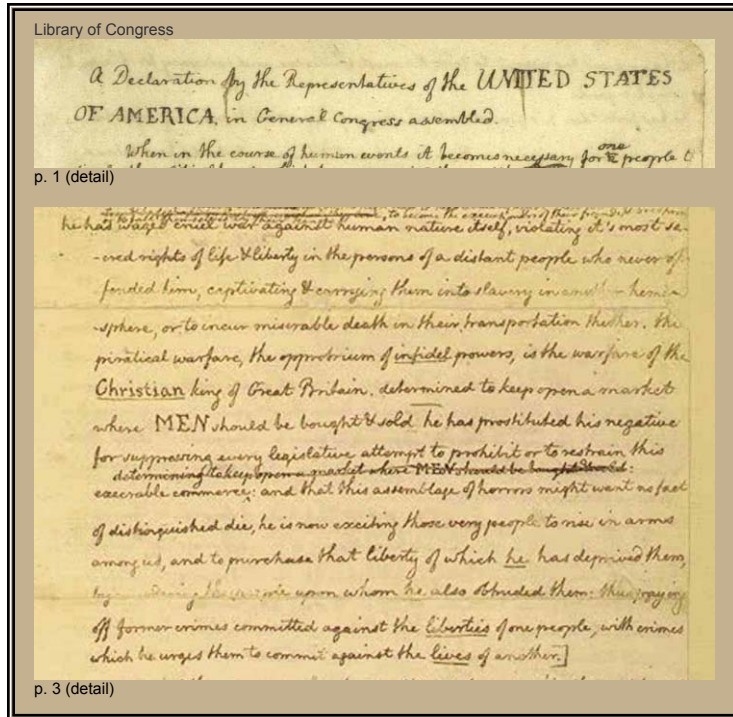 Library of Congress
A Declaration by the Representatives of the UNITED STATES
OF AMERICA, in General Congress assembled.
When in the course of human events it becomes necessary for one people t
p. 1 (detail)
he has waged cruel war against human nature itself, violating it's most sa-
-cred rights of life & liberty in the persons of a distant people who never of-
fended him, captivating & carrying them into slavery in another hemi-
-sphere, or to incur miserable death in their transportation thither. this
piratical warfare, the opprobrium of infidel powers, is the warfare of the
Christian king of Great Britain. determined to keep open a market
where MEN should be bought & sold he has prostituted his negative
for suppressing every legislative attempt to prohibit or to restrain this
determining to keep open a market where MEN should be bought & sold:
execrable commerce: and that this assemblage of horrors might want no fact
of distinguished die, he is now exciting those very people to rise in arms
among us, and to purchase that liberty of which he has deprived them,
upon whom he also obtruded them: thus paying
off former crimes committed against the liberties of one people, with crimes
which he urges them to commit against the lives of another.]
p. 3 (detail)